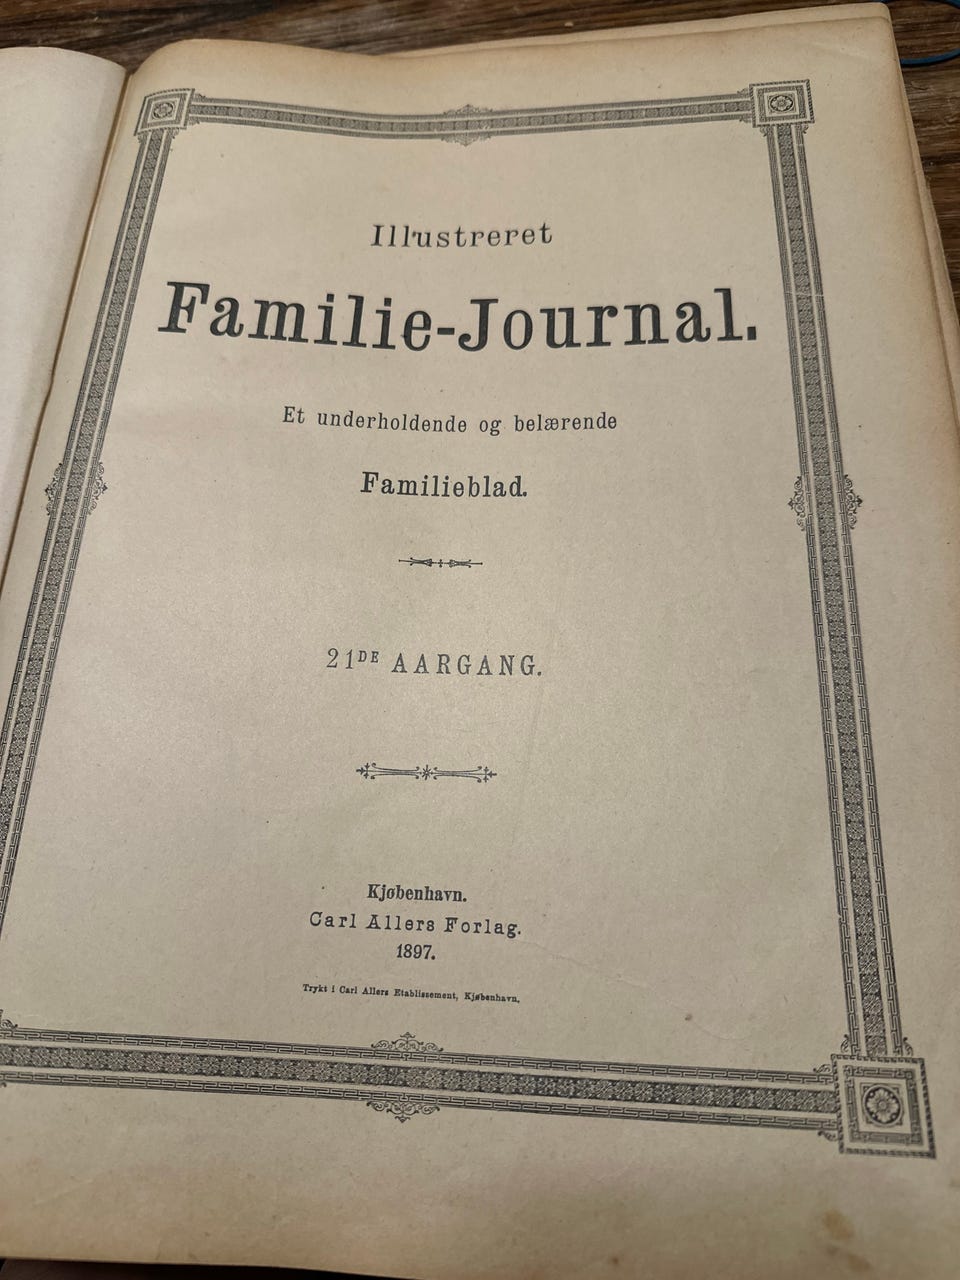 Illustreret
Familie-Journal.
Et underholdende og belærende
Familieblad.
21DE AARGANG.
Kjøbenhavn.
Carl Allers Forlag.
1897.
Trykt i Carl Allers Etablissement, Kjøbenhavn.